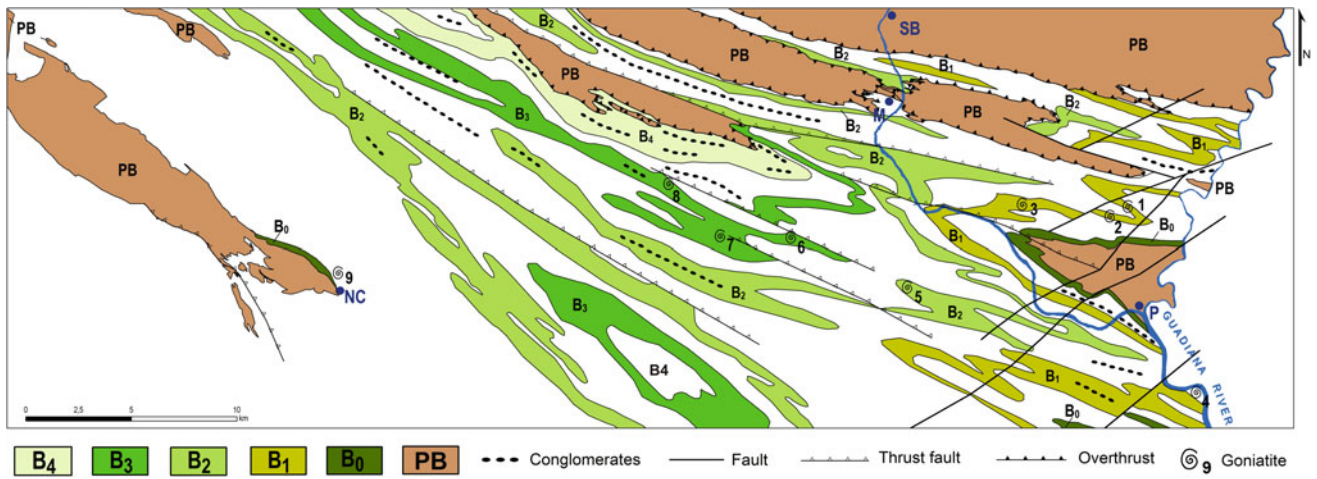 PB
PB
B2
SB
PB
N
B2
B1
PB
PB
B2
M
B2
PB
B3
B4
B2
PB
B2
B1
PB
8
3
1
2
B0
B0
7
6
B1
PB
9
NC
5
B2
B3
B2
P
GUADIANA RIVER
B4
B1
4
B0
0 2,5 5 10
km
B4 B3 B2 B1 B0 PB Conglomerates Fault Thrust fault Overthrust 9 Goniatite